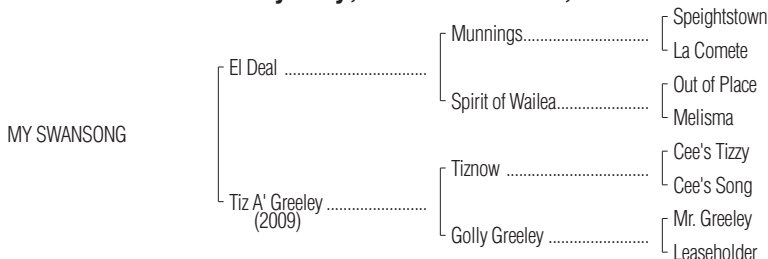 Speightstown
Munnings
La Comete
El Deal
Out of Place
Spirit of Wailea
Melisma
MY SWANSONG
Cee's Tizzy
Tiznow
Cee's Song
Tiz A' Greeley
(2009)
Mr. Greeley
Golly Greeley
Leaseholder